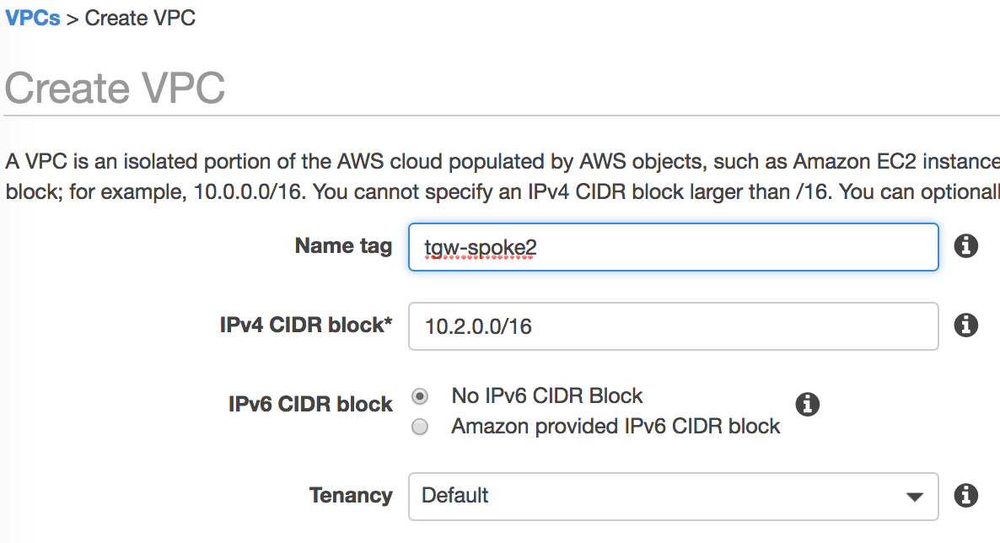 VPCs > Create VPC
Create VPC
A VPC is an isolated portion of the AWS cloud populated by AWS objects, such as Amazon EC2 instance
block; for example, 10.0.0.0/16. You cannot specify an IPv4 CIDR block larger than /16. You can optionall
Name tag tgw-spoke2
IPv4 CIDR block* 10.2.0.0/16
IPv6 CIDR block No IPv6 CIDR Block
Amazon provided IPv6 CIDR block
Tenancy Default